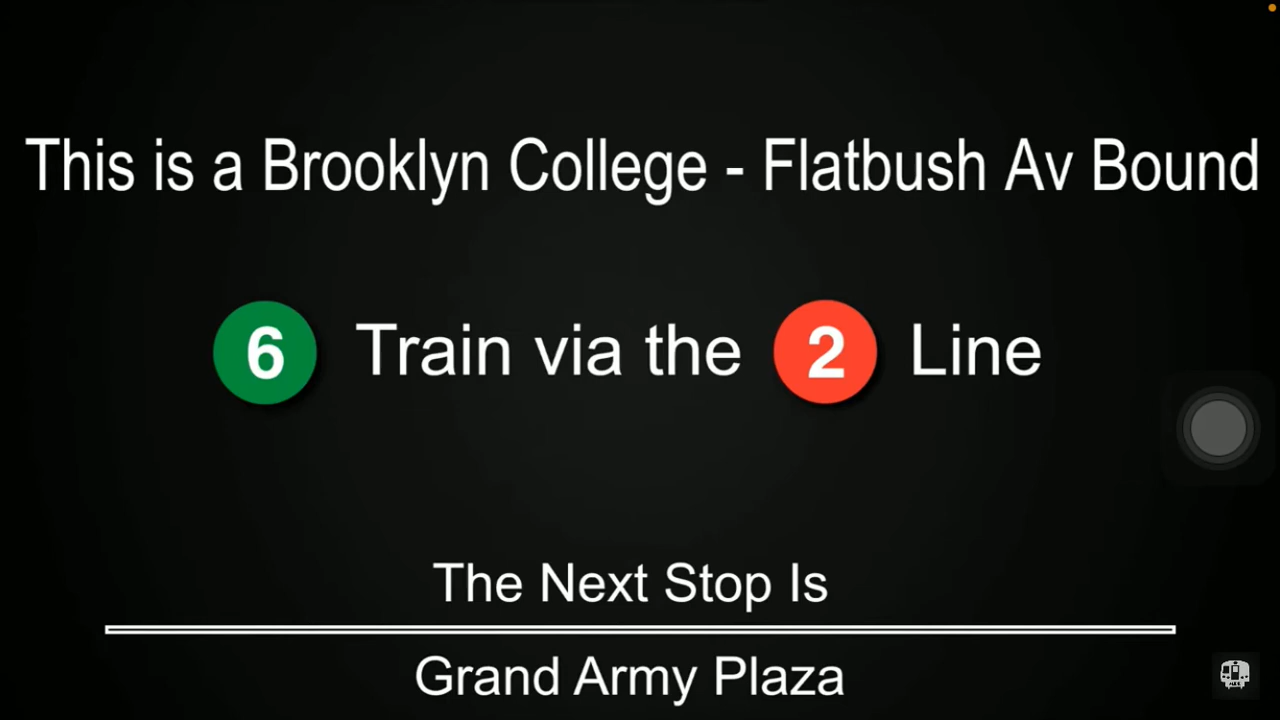 This is a Brooklyn College - Flatbush Av Bound
6 Train via the 2 Line
The Next Stop Is
Grand Army Plaza